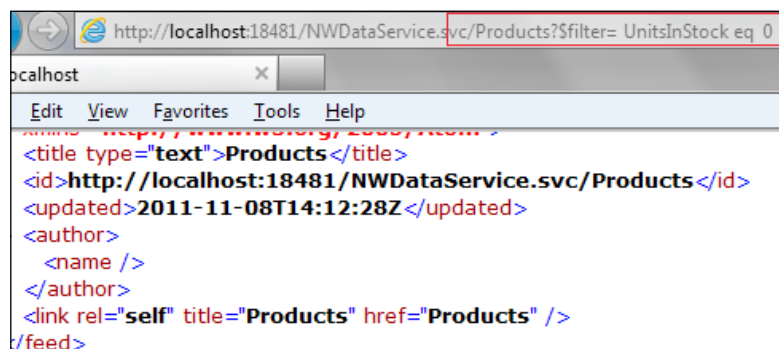 http://localhost:18481/NWDataService.svc/Products?$filter= UnitsInStock eq 0
ocalhost ×
Edit View Favorites Tools Help
<title type="text">Products</title>
<id>http://localhost:18481/NWDataService.svc/Products</id>
<updated>2011-11-08T14:12:28Z</updated>
<author>
<name />
</author>
<link rel="self" title="Products" href="Products" />
/feed>